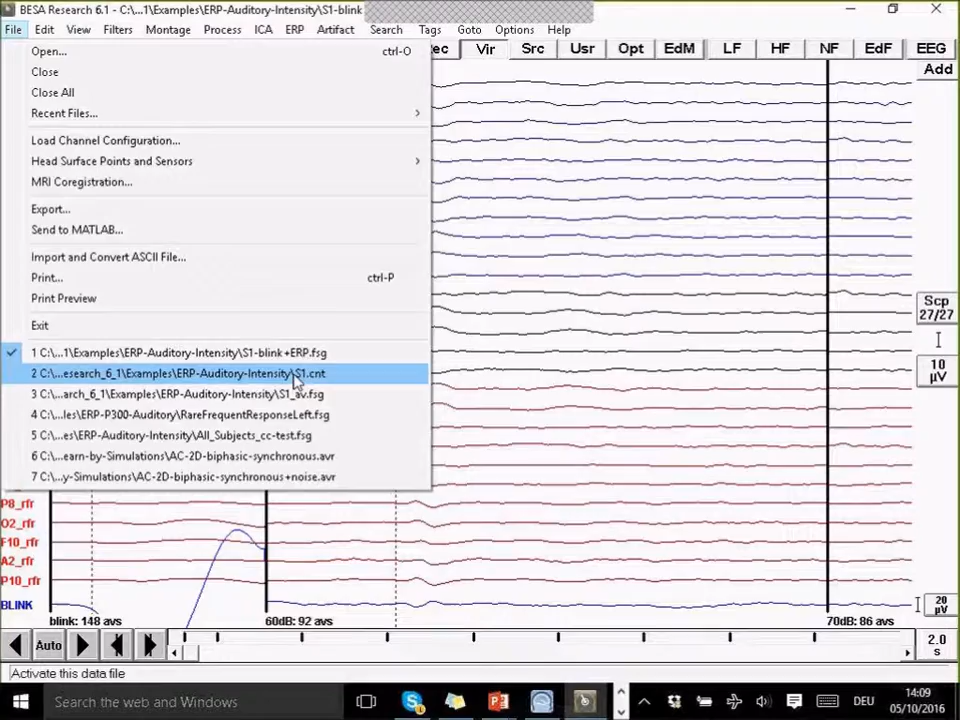 BESA Research 6.1 - C:\...1\Examples\ERP-Auditory-Intensity\S1-blink
File Edit View Filters Montage Process ICA ERP Artifact Search Tags Goto Options Help
Open... ctrl-O
ec Vir Src Usr Opt EdM LF HF NF EdF EEG
Close
Add
Close All
Recent Files...
Load Channel Configuration...
Head Surface Points and Sensors
MRI Coregistration...
Export...
Send to MATLAB...
Import and Convert ASCII File...
Print... ctrl-P
Print Preview
Scp
27/27
Exit
1 C:\...1\Examples\ERP-Auditory-Intensity\S1-blink+ERP.fsg
2 C:\...esearch_6_1\Examples\ERP-Auditory-Intensity\S1.cnt
10
µV
3 C:\...arch_6_1\Examples\ERP-Auditory-Intensity\S1_av.fsg
4 C:\...les\ERP-P300-Auditory\RareFrequentResponseLeft.fsg
5 C:\...es\ERP-Auditory-Intensity\All_Subjects_cc-test.fsg
6 C:\...earn-by-Simulations\AC-2D-biphasic-synchronous.avr
7 C:\...y-Simulations\AC-2D-biphasic-synchronous+noise.avr
P8_rfr
O2_rfr
F10_rfr
A2_rfr
P10_rfr
BLINK
20
µV
blink: 148 avs 60dB: 92 avs 70dB: 86 avs
Auto
2.0
s
Activate this data file
Search the web and Windows
DEU
14:09
05/10/2016